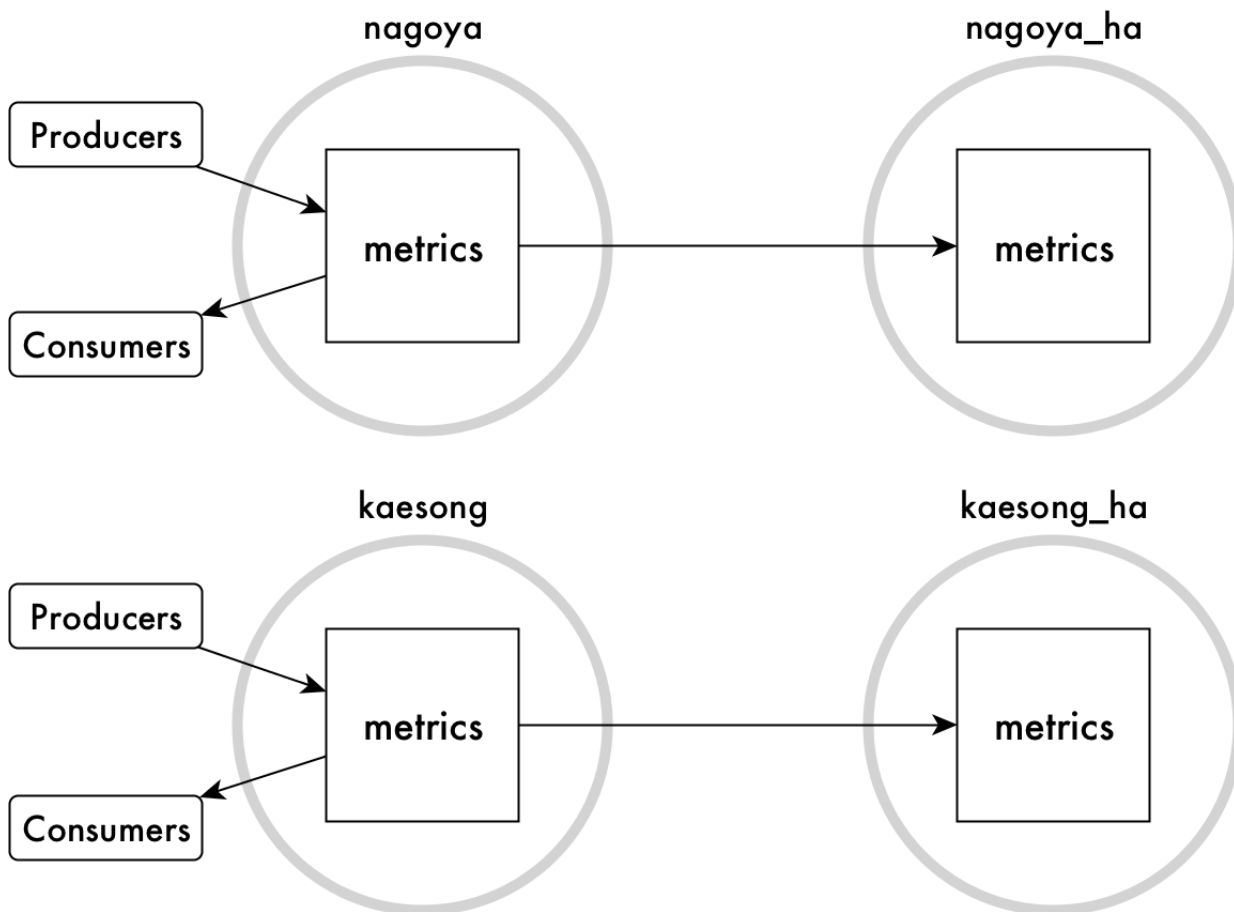 nagoya
nagoya_ha
Producers
metrics
metrics
Consumers
kaesong
kaesong_ha
Producers
metrics
metrics
Consumers